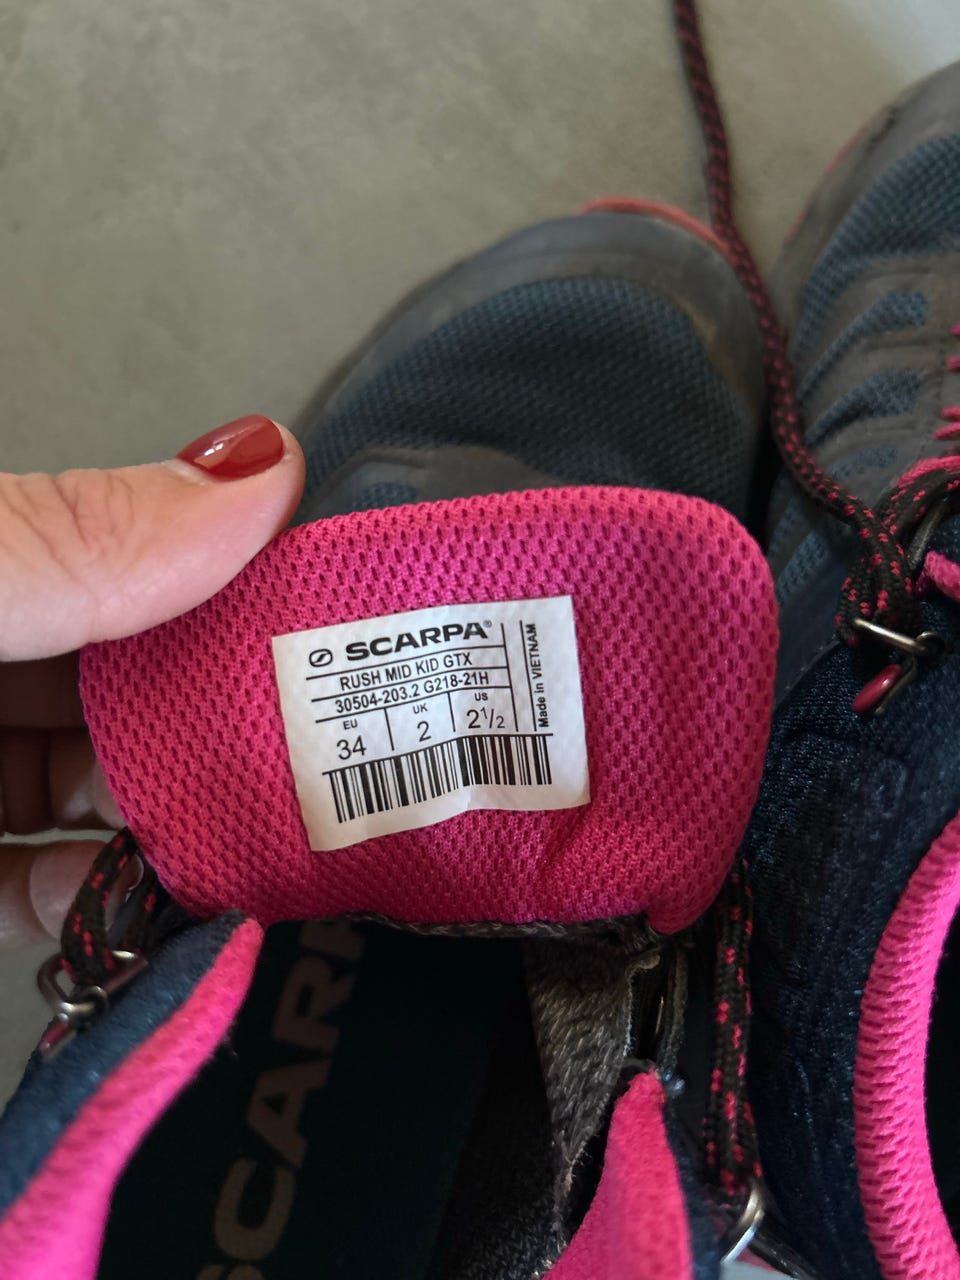 SCARPA®
RUSH MID KID GTX
30504-203.2 G218-21H
EU UK US
34 2 2½
Made in VIETNAM
SCARP